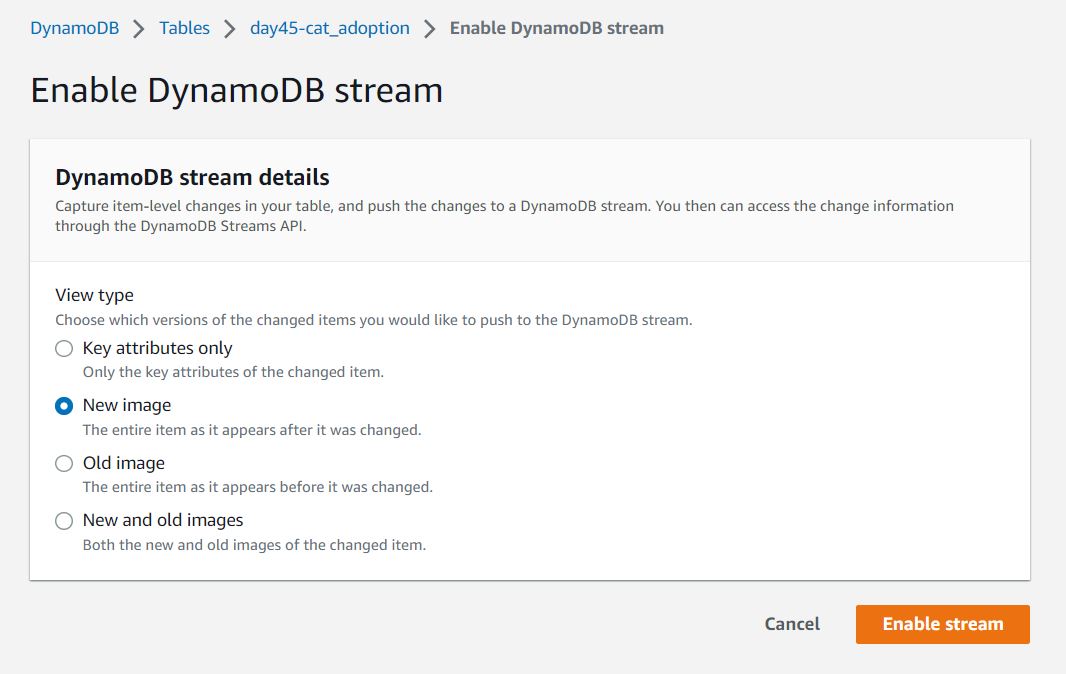 DynamoDB > Tables > day45-cat_adoption > Enable DynamoDB stream
Enable DynamoDB stream
DynamoDB stream details
Capture item-level changes in your table, and push the changes to a DynamoDB stream. You then can access the change information
through the DynamoDB Streams API.
View type
Choose which versions of the changed items you would like to push to the DynamoDB stream.
Key attributes only
Only the key attributes of the changed item.
New image
The entire item as it appears after it was changed.
Old image
The entire item as it appears before it was changed.
New and old images
Both the new and old images of the changed item.
Cancel Enable stream